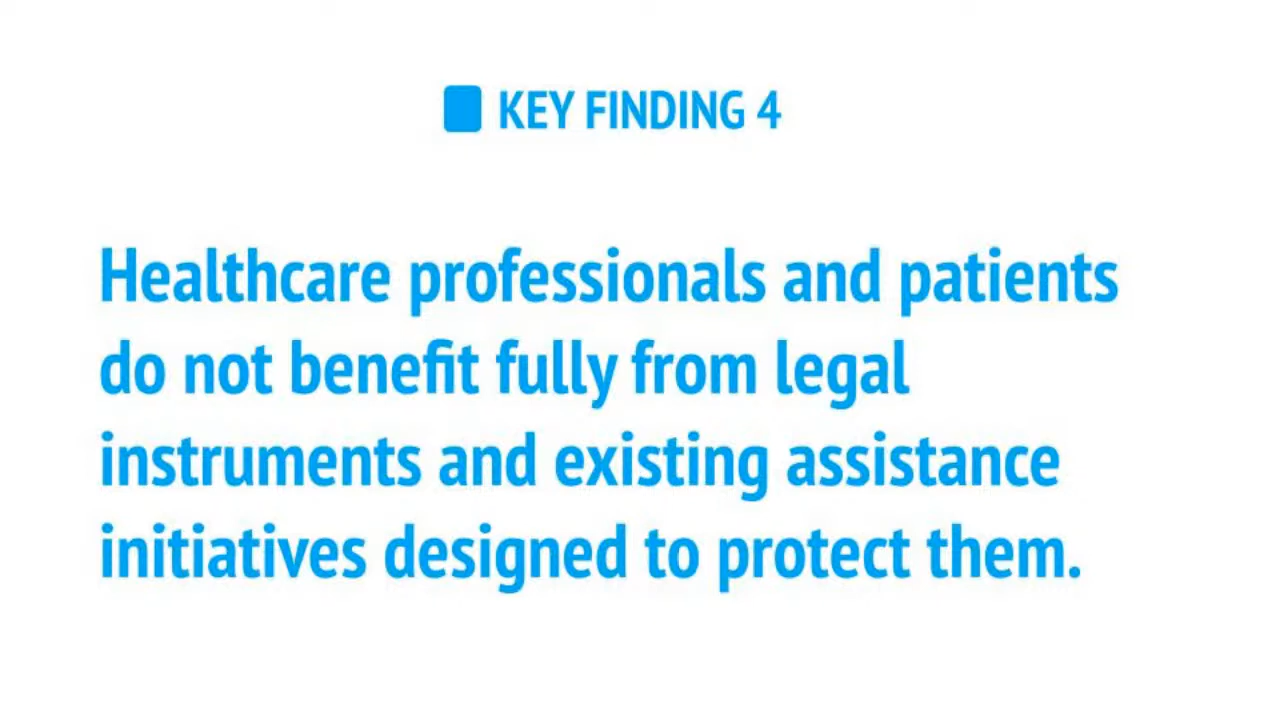 KEY FINDING 4
Healthcare professionals and patients
do not benefit fully from legal
instruments and existing assistance
initiatives designed to protect them.